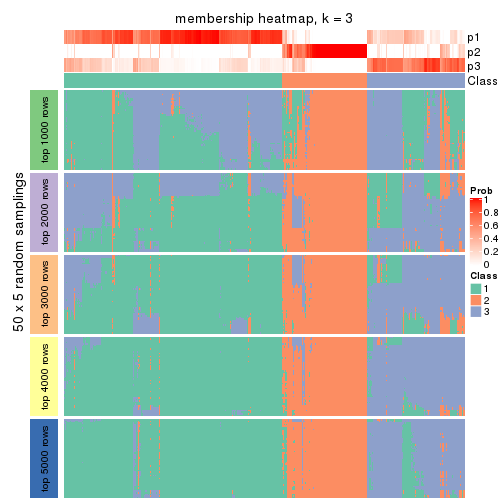 membership heatmap, k = 3
p1
p2
p3
Class
50 x 5 random samplings
top 1000 rows
top 2000 rows
top 3000 rows
top 4000 rows
top 5000 rows
Prob
1
0.8
0.6
0.4
0.2
0
Class
1
2
3